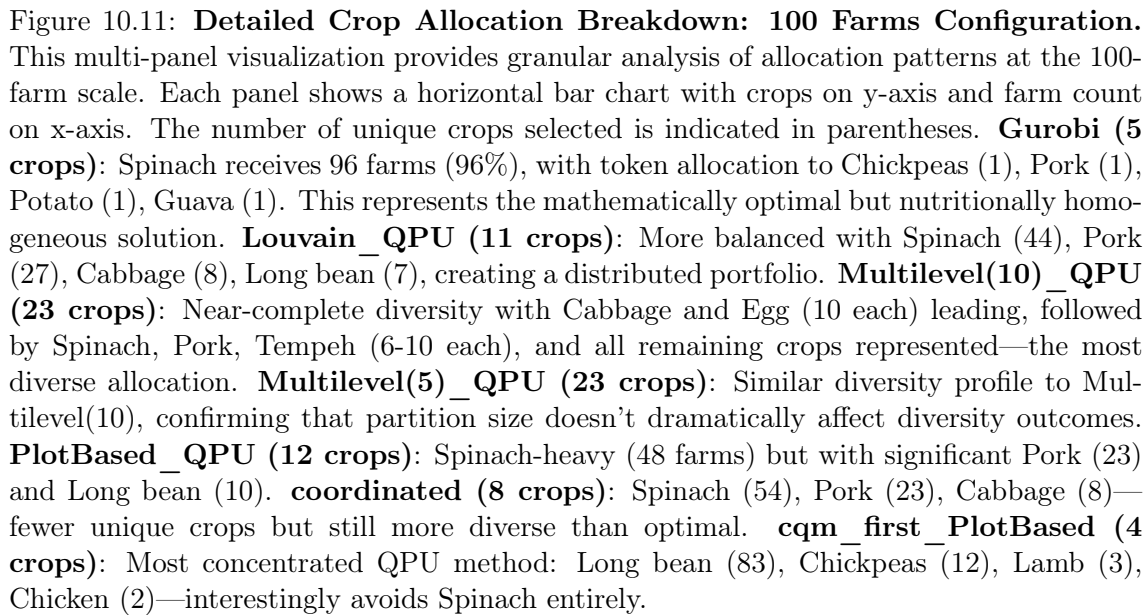 Figure 10.11: Detailed Crop Allocation Breakdown: 100 Farms Configuration.
This multi-panel visualization provides granular analysis of allocation patterns at the 100-
farm scale. Each panel shows a horizontal bar chart with crops on y-axis and farm count
on x-axis. The number of unique crops selected is indicated in parentheses. Gurobi (5
crops): Spinach receives 96 farms (96%), with token allocation to Chickpeas (1), Pork (1),
Potato (1), Guava (1). This represents the mathematically optimal but nutritionally homo-
geneous solution. Louvain_QPU (11 crops): More balanced with Spinach (44), Pork
(27), Cabbage (8), Long bean (7), creating a distributed portfolio. Multilevel(10)_QPU
(23 crops): Near-complete diversity with Cabbage and Egg (10 each) leading, followed
by Spinach, Pork, Tempeh (6-10 each), and all remaining crops represented—the most
diverse allocation. Multilevel(5)_QPU (23 crops): Similar diversity profile to Mul-
tilevel(10), confirming that partition size doesn't dramatically affect diversity outcomes.
PlotBased_QPU (12 crops): Spinach-heavy (48 farms) but with significant Pork (23)
and Long bean (10). coordinated (8 crops): Spinach (54), Pork (23), Cabbage (8)—
fewer unique crops but still more diverse than optimal. cqm_first_PlotBased (4
crops): Most concentrated QPU method: Long bean (83), Chickpeas (12), Lamb (3),
Chicken (2)—interestingly avoids Spinach entirely.